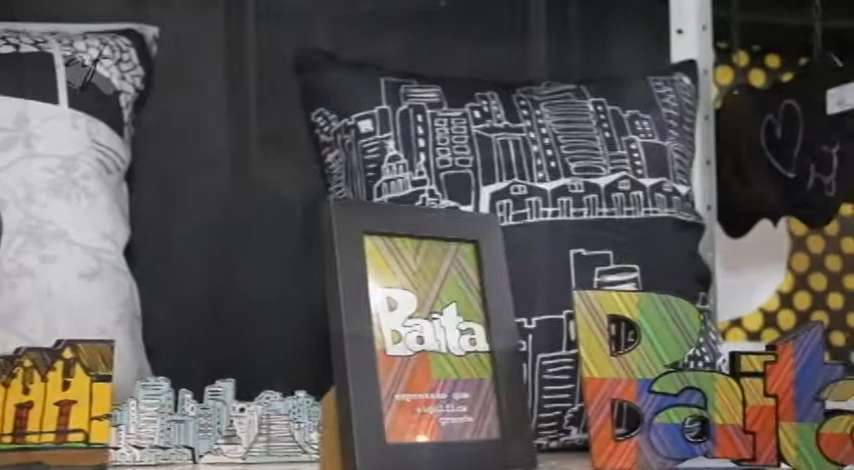 Baita
expressão que
significa
grande
Baita